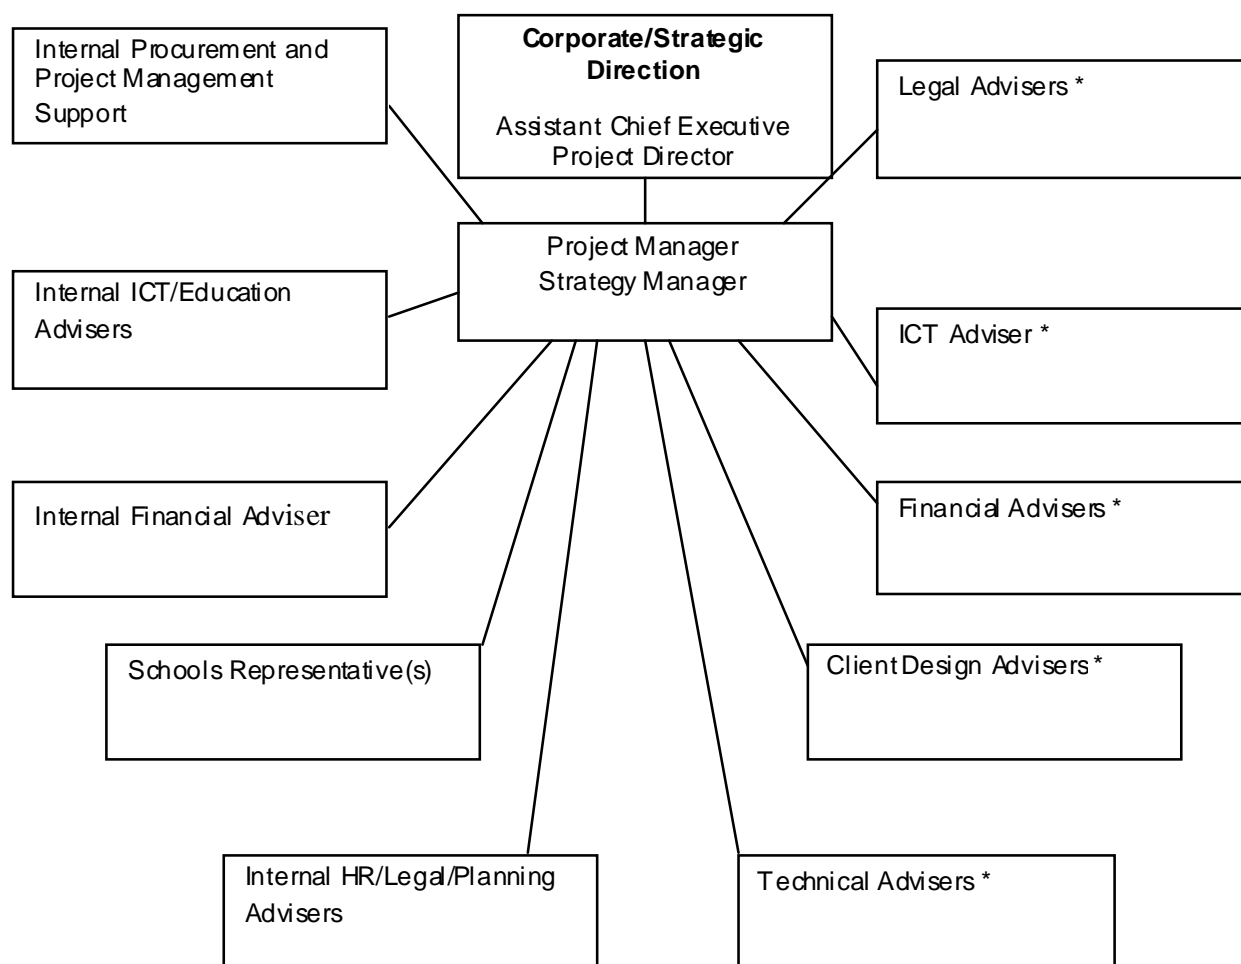 Internal Procurement and
Project Management
Support
Corporate/Strategic
Direction
Assistant Chief Executive
Project Director
Legal Advisers *
Project Manager
Strategy Manager
Internal ICT/Education
Advisers
ICT Adviser *
Internal Financial Adviser
Financial Advisers *
Schools Representative(s)
Client Design Advisers *
Internal HR/Legal/Planning
Advisers
Technical Advisers *